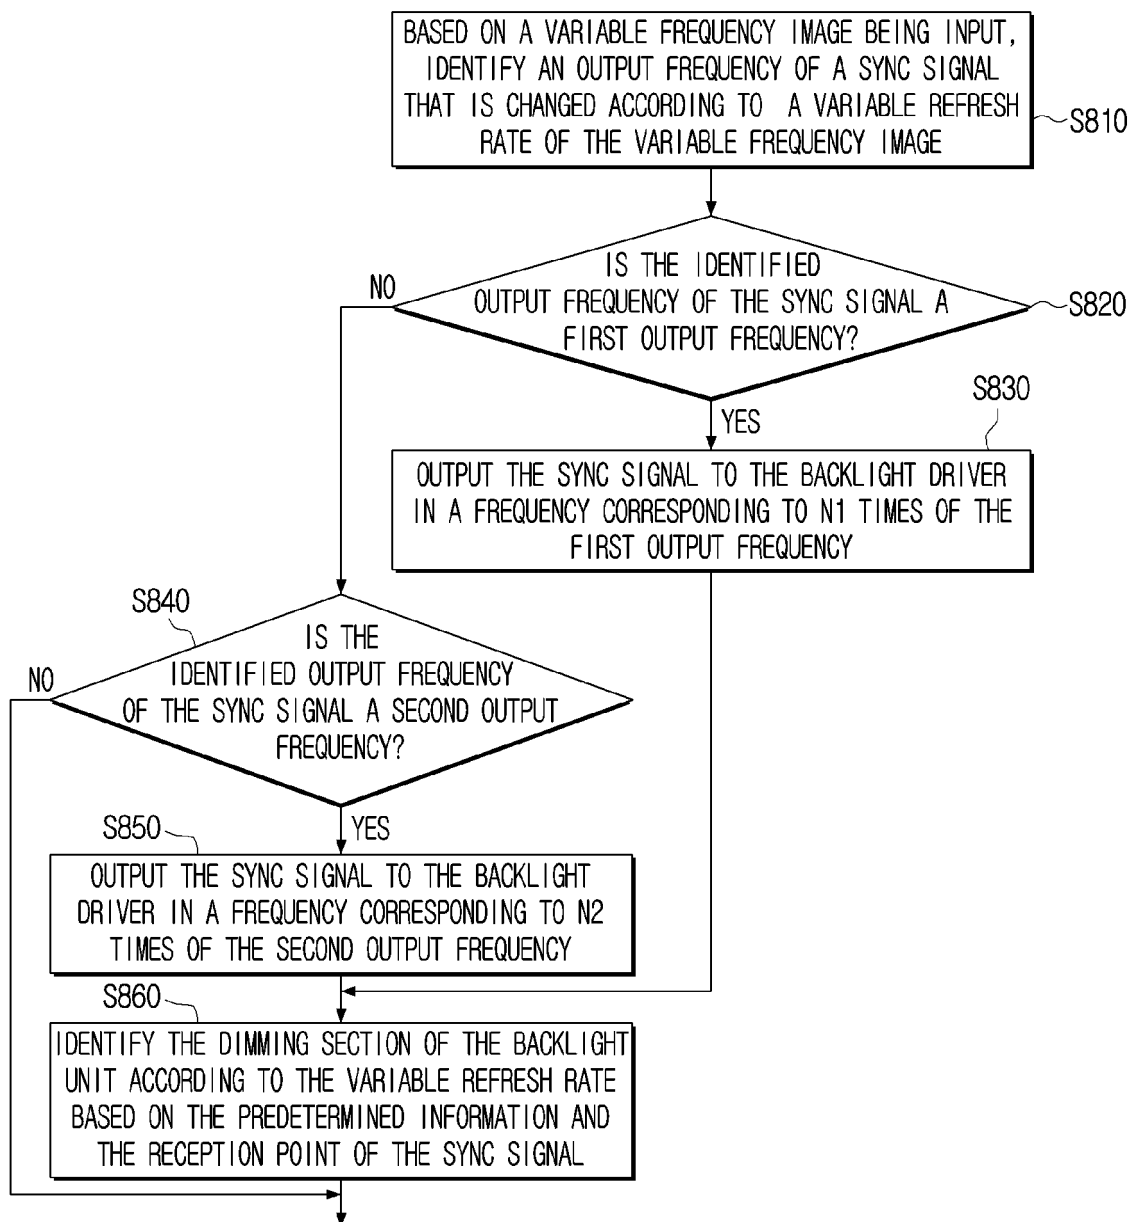 BASED ON A VARIABLE FREQUENCY IMAGE BEING INPUT,
IDENTIFY AN OUTPUT FREQUENCY OF A SYNC SIGNAL
THAT IS CHANGED ACCORDING TO A VARIABLE REFRESH
RATE OF THE VARIABLE FREQUENCY IMAGE
S810
IS THE IDENTIFIED
OUTPUT FREQUENCY OF THE SYNC SIGNAL A
FIRST OUTPUT FREQUENCY?
NO
S820
YES
S830
OUTPUT THE SYNC SIGNAL TO THE BACKLIGHT DRIVER
IN A FREQUENCY CORRESPONDING TO N1 TIMES OF THE
FIRST OUTPUT FREQUENCY
S840
IS THE
IDENTIFIED OUTPUT FREQUENCY
OF THE SYNC SIGNAL A SECOND OUTPUT
FREQUENCY?
NO
YES
S850
OUTPUT THE SYNC SIGNAL TO THE BACKLIGHT
DRIVER IN A FREQUENCY CORRESPONDING TO N2
TIMES OF THE SECOND OUTPUT FREQUENCY
S860
IDENTIFY THE DIMMING SECTION OF THE BACKLIGHT
UNIT ACCORDING TO THE VARIABLE REFRESH RATE
BASED ON THE PREDETERMINED INFORMATION AND
THE RECEPTION POINT OF THE SYNC SIGNAL